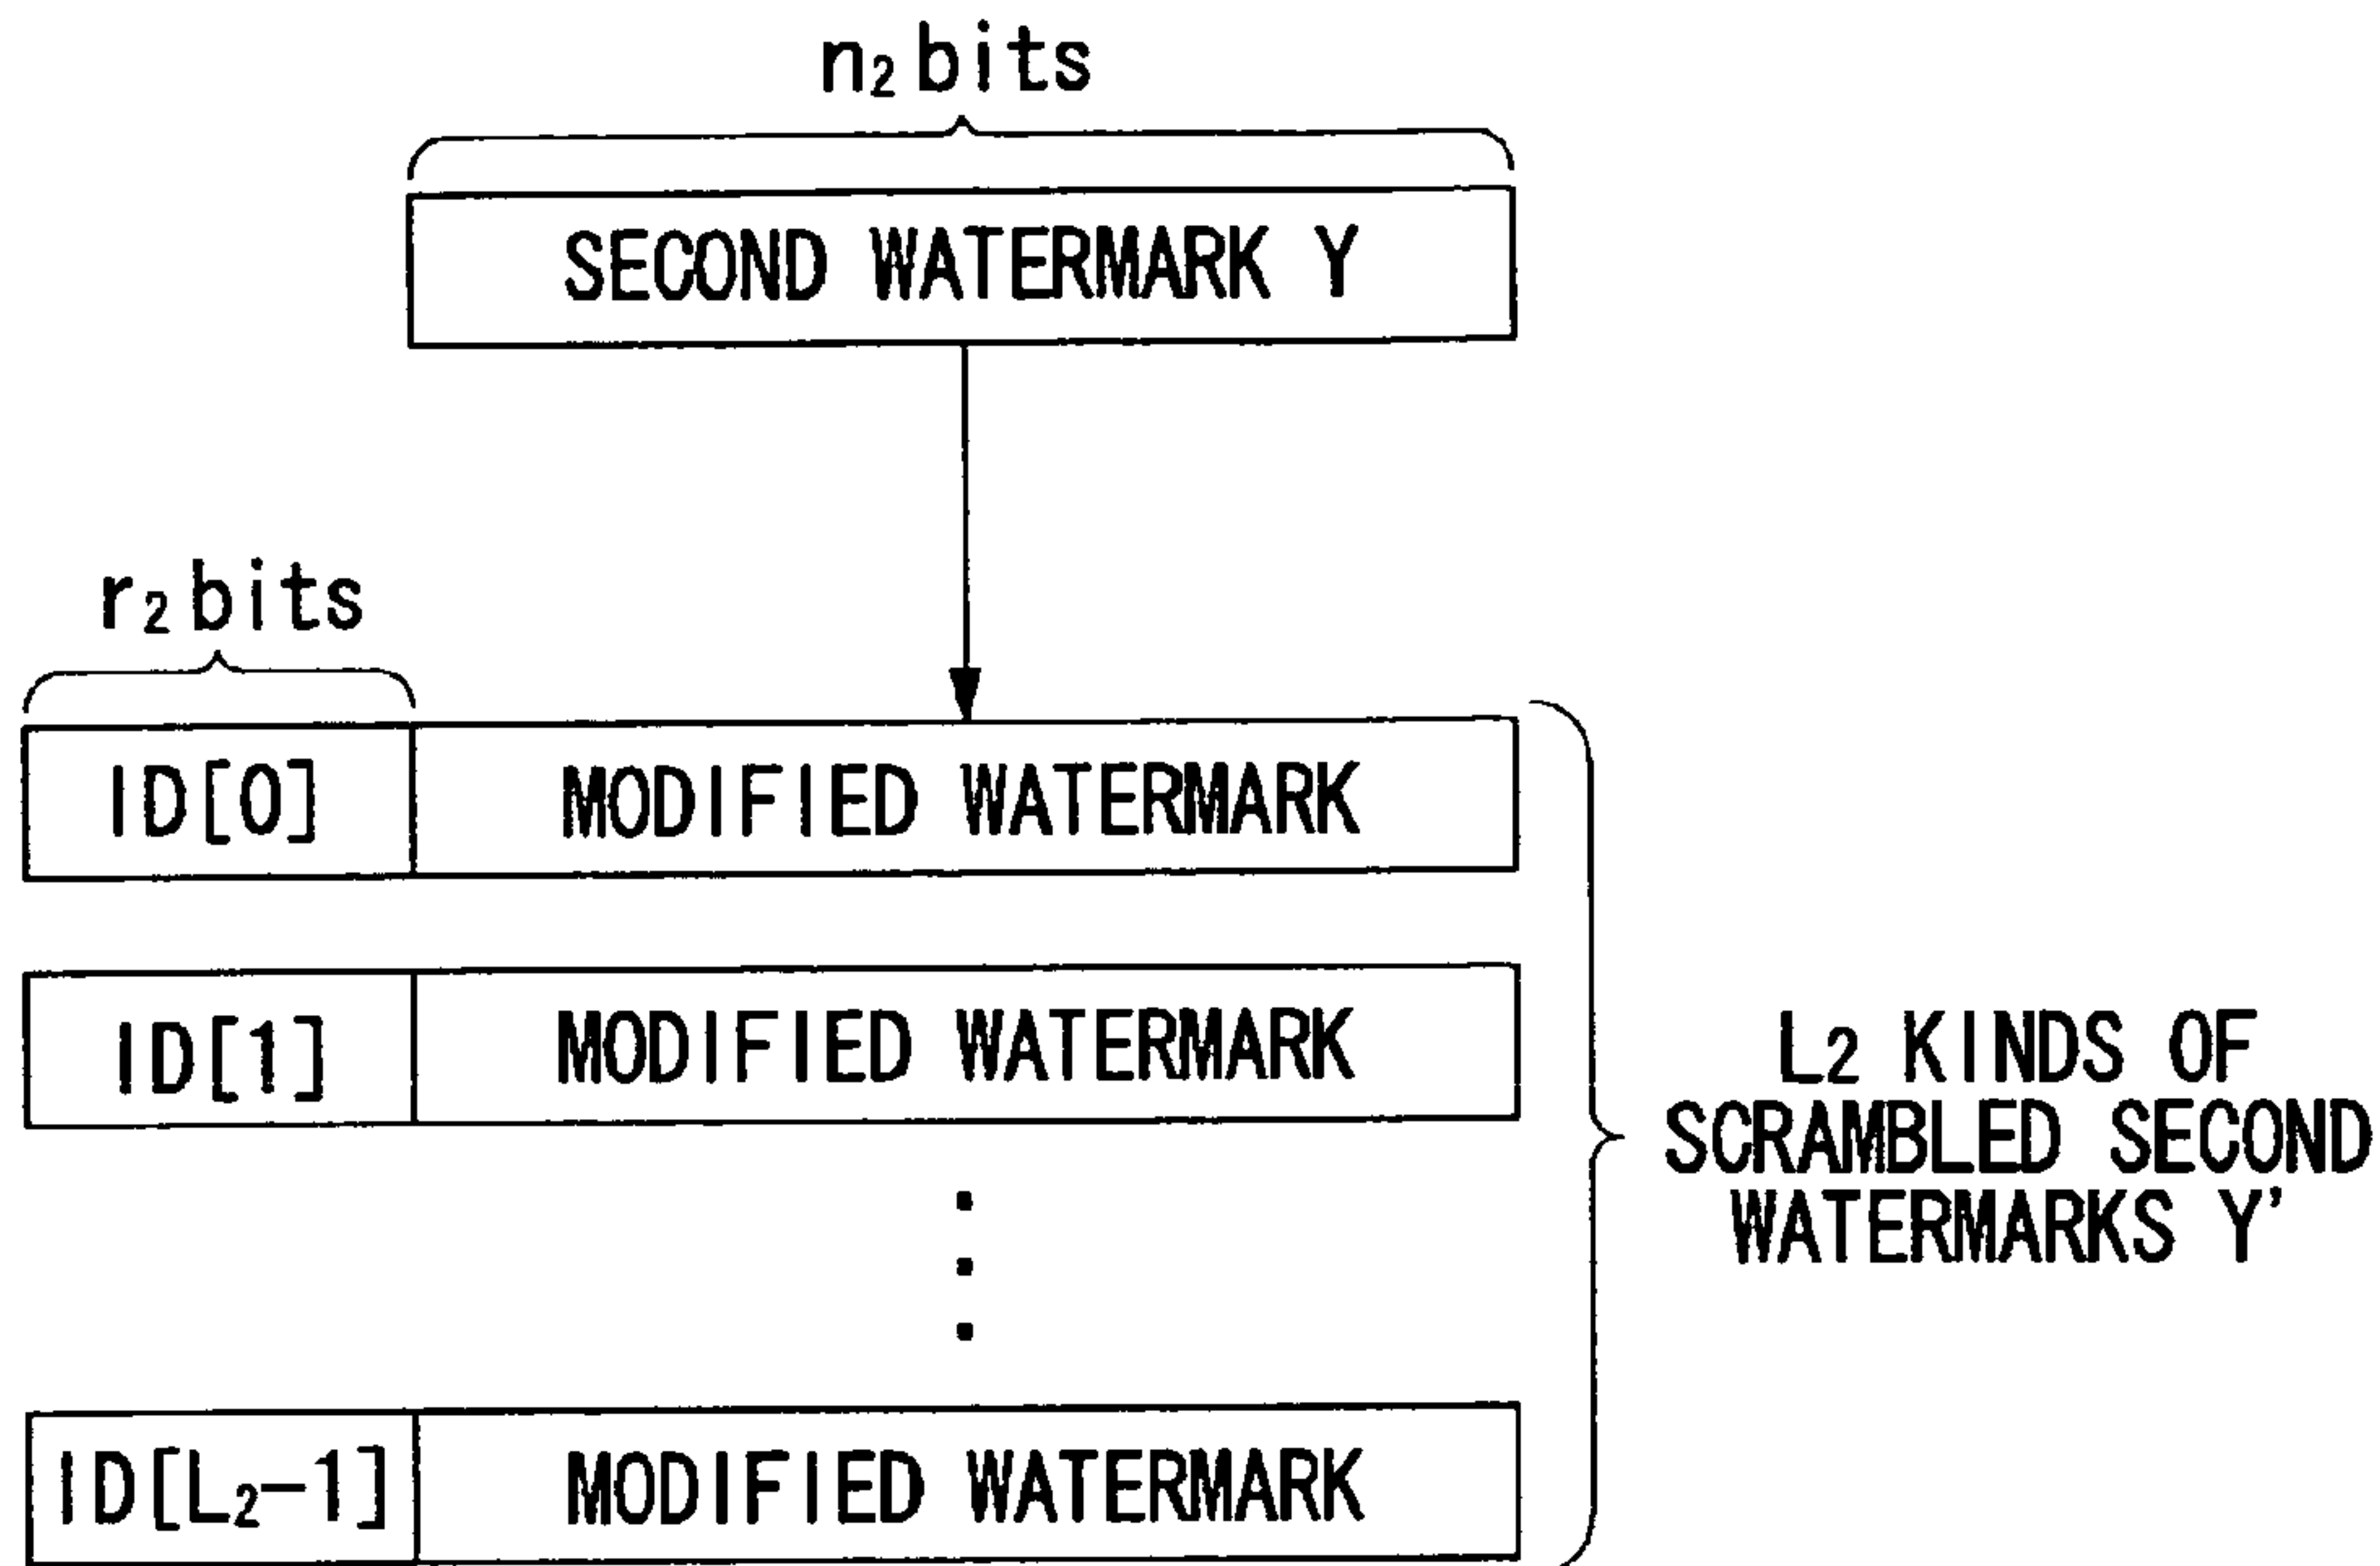 n₂ bits
SECOND WATERMARK Y
r₂ bits
ID[0] MODIFIED WATERMARK
ID[1] MODIFIED WATERMARK
L₂ KINDS OF
SCRAMBLED SECOND
WATERMARKS Y'
ID[L₂-1] MODIFIED WATERMARK